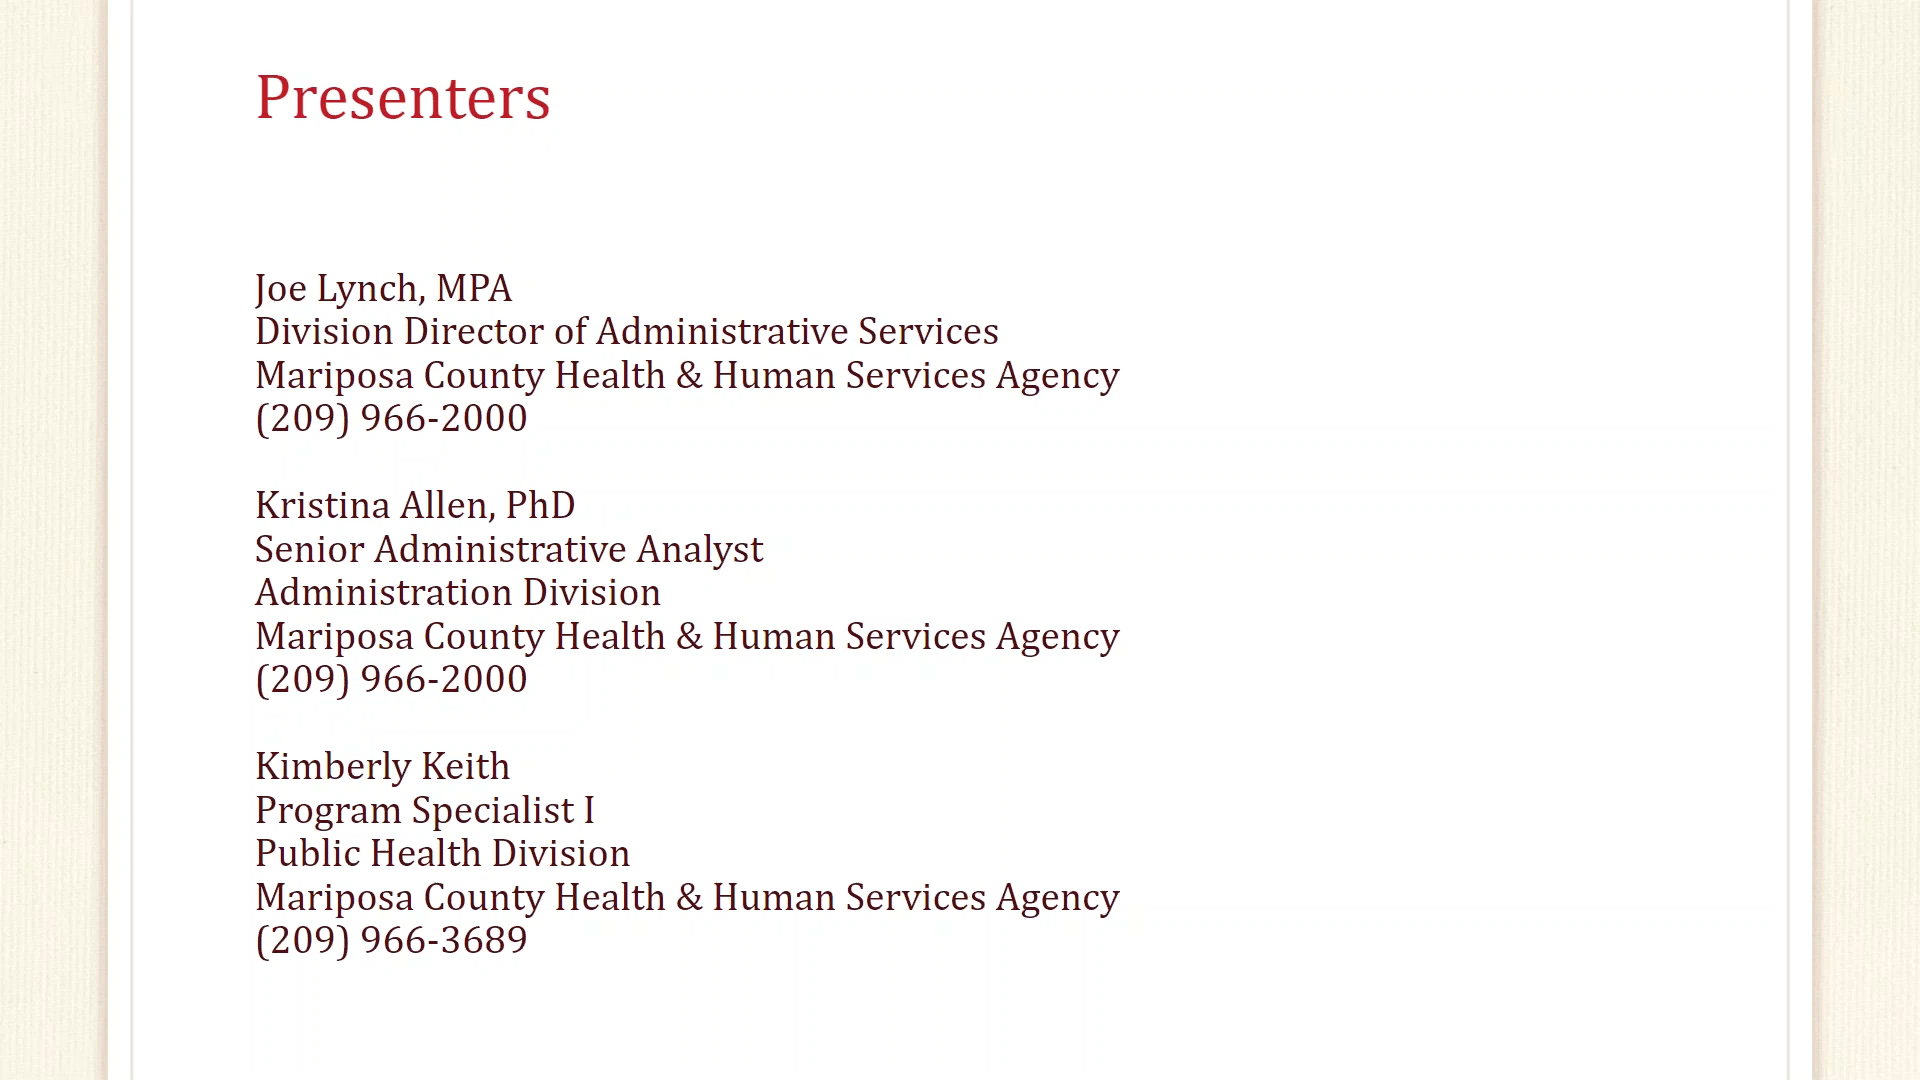 Presenters
Joe Lynch, MPA
Division Director of Administrative Services
Mariposa County Health & Human Services Agency
(209) 966-2000
Kristina Allen, PhD
Senior Administrative Analyst
Administration Division
Mariposa County Health & Human Services Agency
(209) 966-2000
Kimberly Keith
Program Specialist I
Public Health Division
Mariposa County Health & Human Services Agency
(209) 966-3689